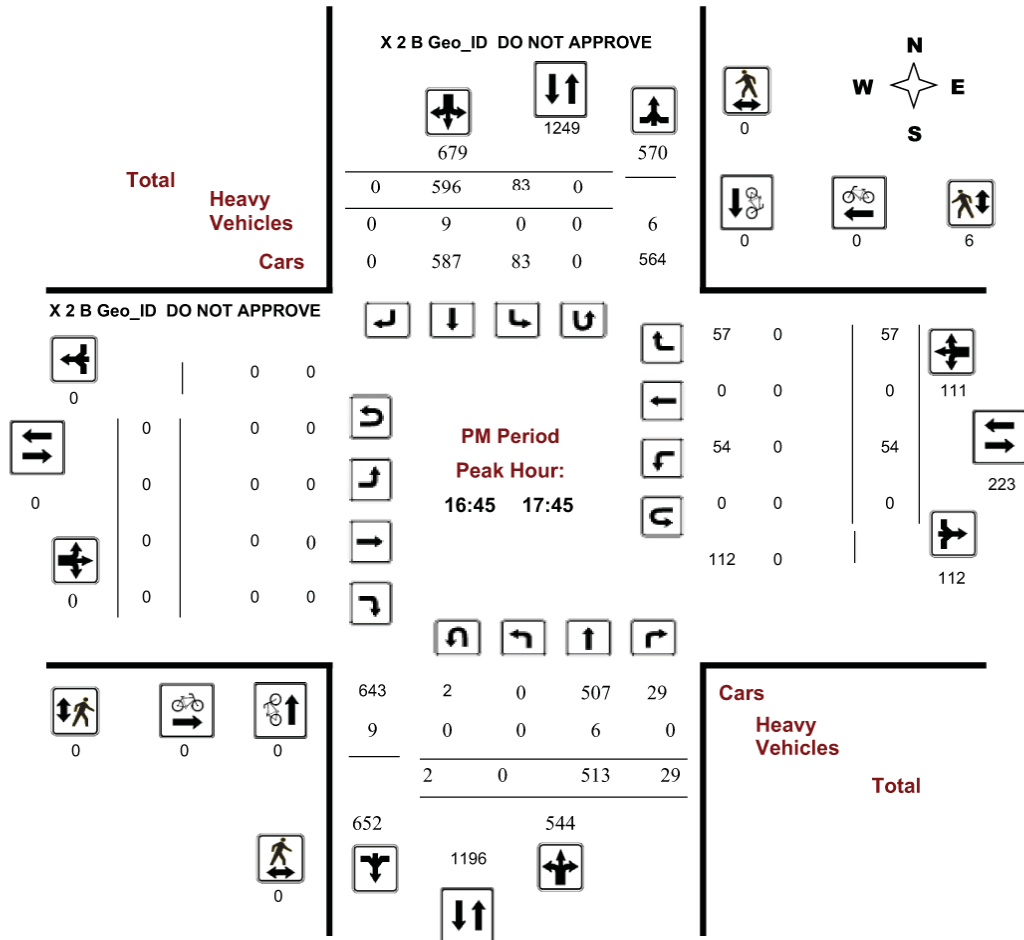 X 2 B Geo_ID DO NOT APPROVE
N
W E
S
0
1249
679 570
Total
0 596 83 0
Heavy
Vehicles
0 9 0 0 6
0 0 6
Cars
0 587 83 0 564
X 2 B Geo_ID DO NOT APPROVE
57 0 57
0 0
0
0 0 0
111
0 0 0
PM Period
54 0 54
Peak Hour:
0 0 0
223
0
16:45 17:45
0 0 0
0 0 0
112 0
112
0
0 0 0
643 2 0 507 29
Cars
9 0 0 6 0
Heavy
Vehicles
0 0 0
2 0 513 29
Total
652 544
1196
0